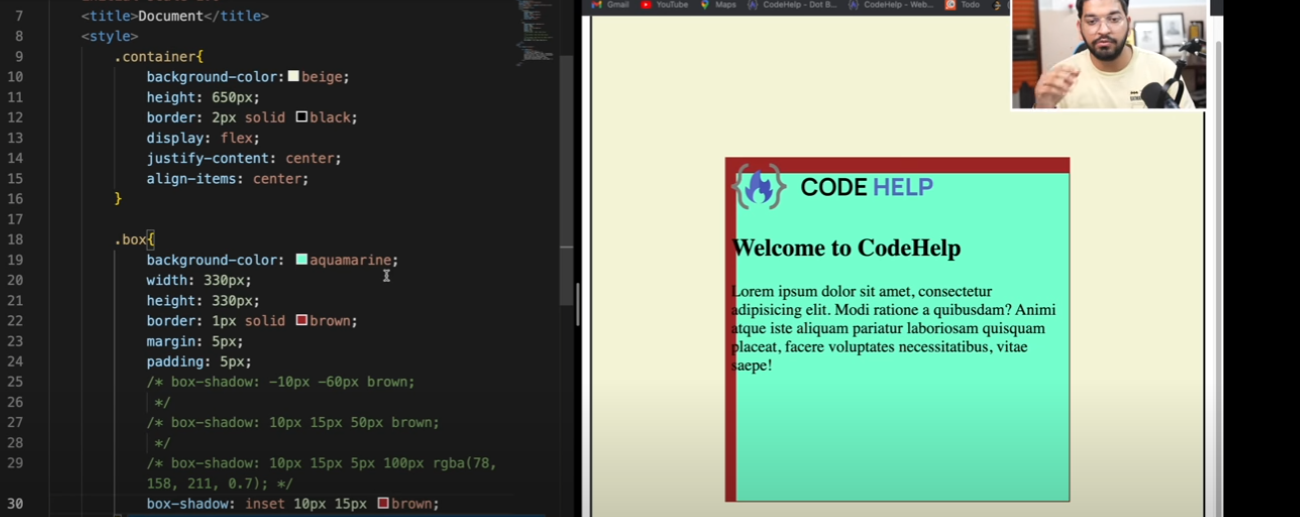 7 <title>Document</title>
8 <style>
9 .container{
10 background-color: beige;
11 height: 650px;
12 border: 2px solid black;
13 display: flex;
14 justify-content: center;
15 align-items: center;
16 }
17
18 .box{
19 background-color: aquamarine;
20 width: 330px;
21 height: 330px;
22 border: 1px solid brown;
23 margin: 5px;
24 padding: 5px;
25 /* box-shadow: -10px -60px brown;
26 */
27 /* box-shadow: 10px 15px 50px brown;
28 */
29 /* box-shadow: 10px 15px 5px 100px rgba(78,
158, 211, 0.7); */
30 box-shadow: inset 10px 15px brown;
Gmail YouTube Maps CodeHelp - Dot B... CodeHelp - Web... Todo
{ } CODE HELP
Welcome to CodeHelp
Lorem ipsum dolor sit amet, consectetur
adipisicing elit. Modi ratione a quibusdam? Animi
atque iste aliquam pariatur laboriosam quisquam
placeat, facere voluptates necessitatibus, vitae
saepe!